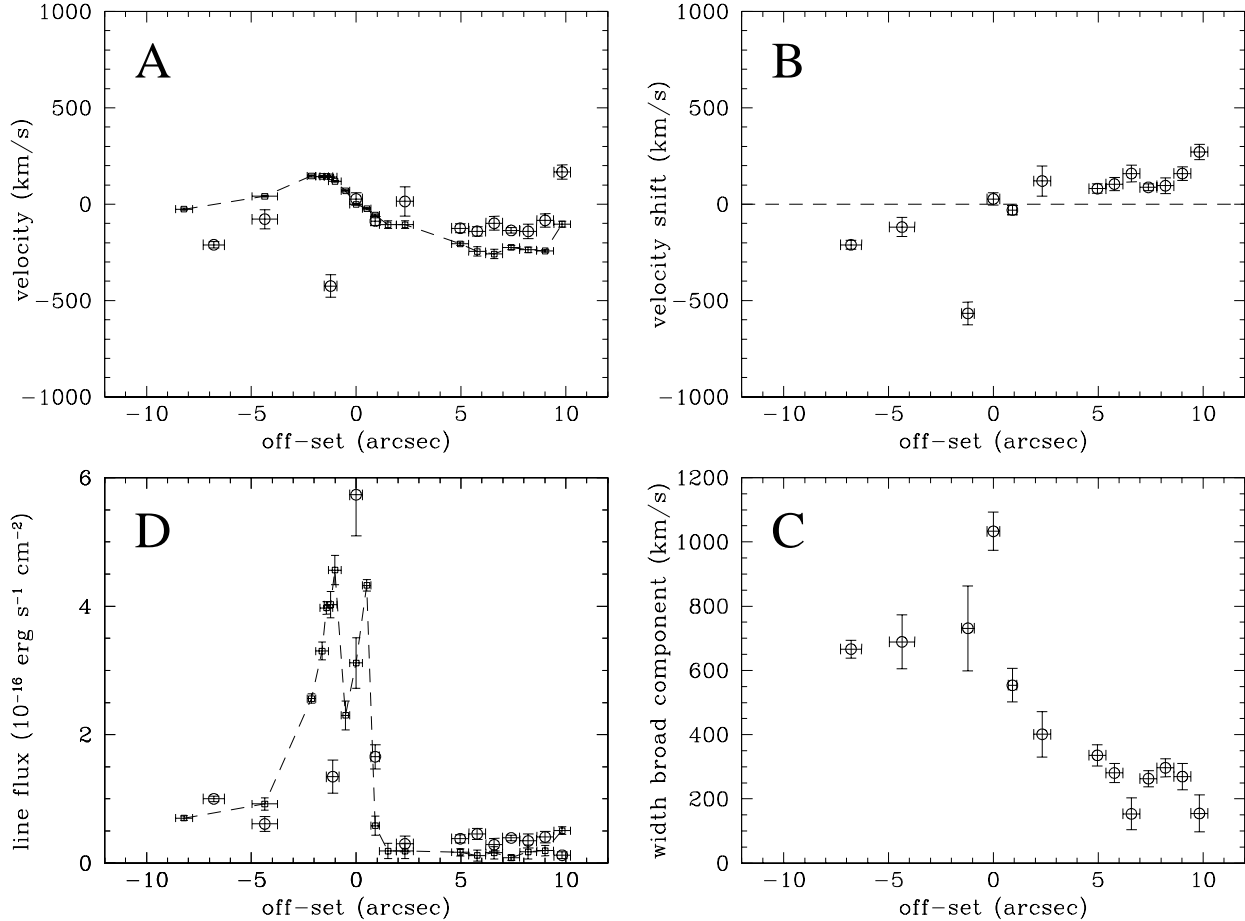 A
1000
500
0
−500
−1000
velocity (km/s)
−10 −5 0 5 10
off−set (arcsec)
B
1000
500
0
−500
−1000
velocity shift (km/s)
−10 −5 0 5 10
off−set (arcsec)
D
6
4
2
0
line flux (10⁻¹⁶ erg s⁻¹ cm⁻²)
−10 −5 0 5 10
off−set (arcsec)
C
1200
1000
800
600
400
200
0
width broad component (km/s)
−10 −5 0 5 10
off−set (arcsec)